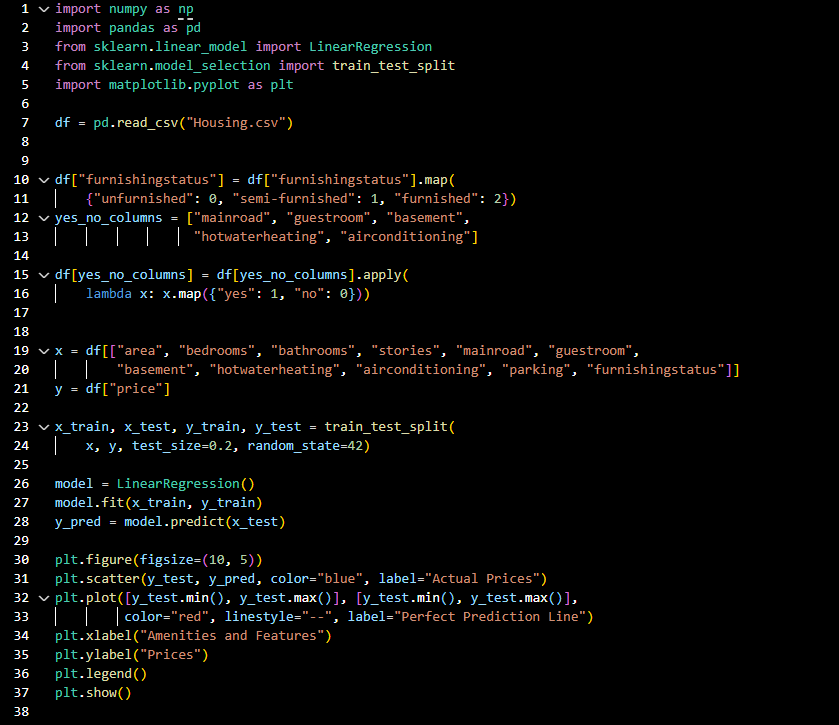 1 import numpy as np
2 import pandas as pd
3 from sklearn.linear_model import LinearRegression
4 from sklearn.model_selection import train_test_split
5 import matplotlib.pyplot as plt
6
7 df = pd.read_csv("Housing.csv")
8
9
10 df["furnishingstatus"] = df["furnishingstatus"].map(
11     {"unfurnished": 0, "semi-furnished": 1, "furnished": 2})
12 yes_no_columns = ["mainroad", "guestroom", "basement",
13                   "hotwaterheating", "airconditioning"]
14
15 df[yes_no_columns] = df[yes_no_columns].apply(
16     lambda x: x.map({"yes": 1, "no": 0}))
17
18
19 x = df[["area", "bedrooms", "bathrooms", "stories", "mainroad", "guestroom",
20         "basement", "hotwaterheating", "airconditioning", "parking", "furnishingstatus"]]
21 y = df["price"]
22
23 x_train, x_test, y_train, y_test = train_test_split(
24     x, y, test_size=0.2, random_state=42)
25
26 model = LinearRegression()
27 model.fit(x_train, y_train)
28 y_pred = model.predict(x_test)
29
30 plt.figure(figsize=(10, 5))
31 plt.scatter(y_test, y_pred, color="blue", label="Actual Prices")
32 plt.plot([y_test.min(), y_test.max()], [y_test.min(), y_test.max()],
33          color="red", linestyle="--", label="Perfect Prediction Line")
34 plt.xlabel("Amenities and Features")
35 plt.ylabel("Prices")
36 plt.legend()
37 plt.show()
38